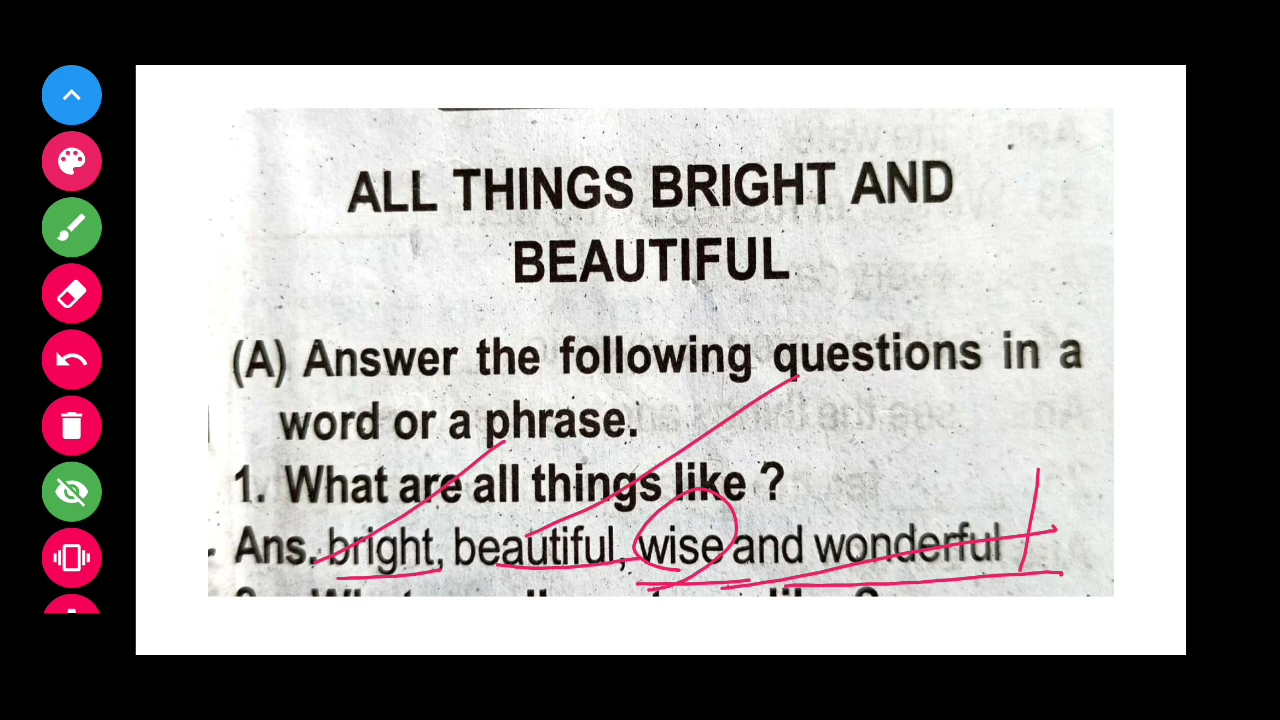 ALL THINGS BRIGHT AND
BEAUTIFUL
(A) Answer the following questions in a
word or a phrase.
1. What are all things like ?
Ans. bright, beautiful, wise and wonderful